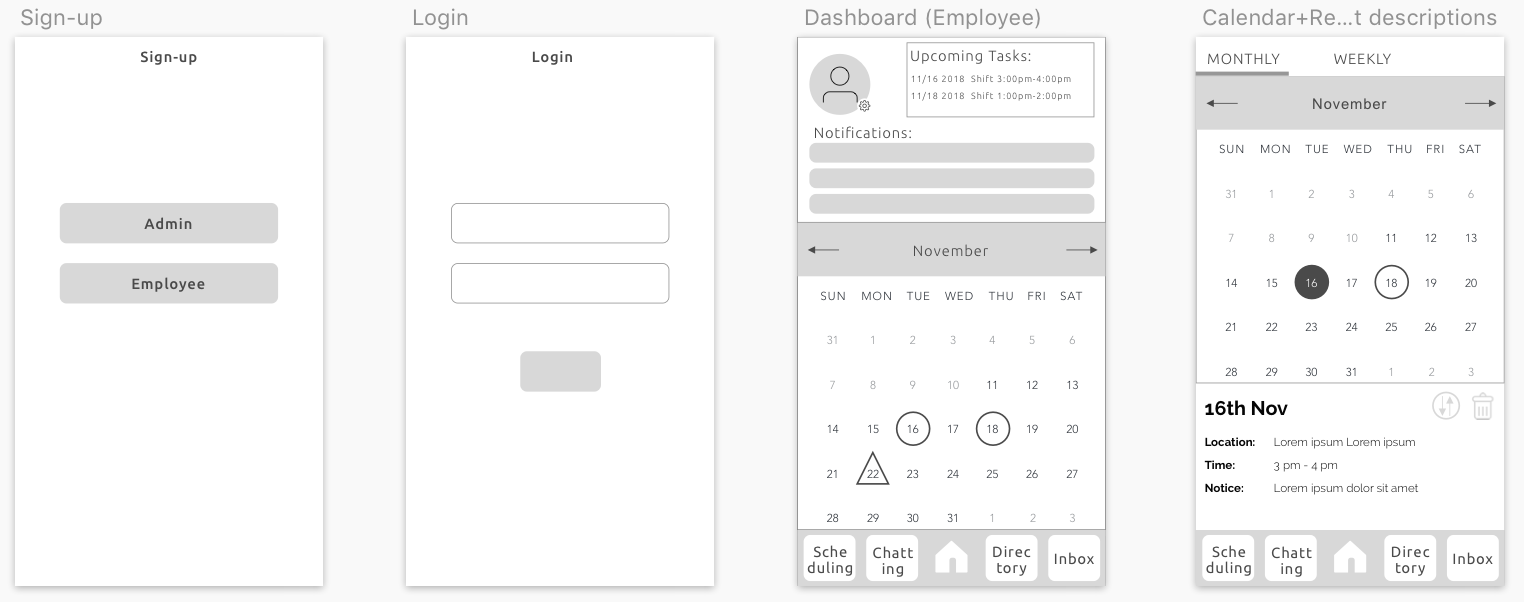 Sign-up
Sign-up
Admin
Employee
Login
Login
Dashboard (Employee)
Upcoming Tasks:
11/16 2018 Shift 3:00pm-4:00pm
11/18 2018 Shift 1:00pm-2:00pm
Notifications:
November
SUN MON TUE WED THU FRI SAT
31 1 2 3 4 5 6
7 8 9 10 11 12 13
14 15 16 17 18 19 20
21 22 23 24 25 26 27
28 29 30 31 1 2 3
Sche
duling
Chatt
ing
Direc
tory
Inbox
Calendar+Re...t descriptions
MONTHLY WEEKLY
November
SUN MON TUE WED THU FRI SAT
31 1 2 3 4 5 6
7 8 9 10 11 12 13
14 15 16 17 18 19 20
21 22 23 24 25 26 27
28 29 30 31 1 2 3
16th Nov
Location: Lorem ipsum Lorem ipsum
Time: 3 pm - 4 pm
Notice: Lorem ipsum dolor sit amet
Sche
duling
Chatt
ing
Direc
tory
Inbox